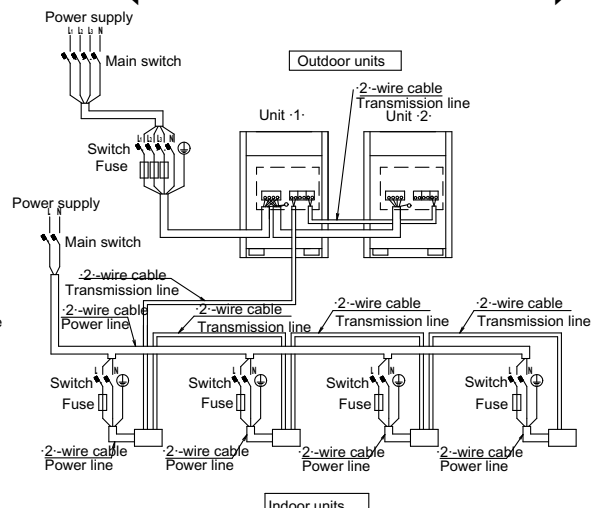 Power supply
L₁ L₂ L₃ N
Main switch
Outdoor units
·2·-wire cable
Transmission line
Unit ·1·
Unit ·2·
L₁ L₂ L₃ N
Switch
Fuse
Power supply
L N
Main switch
·2·-wire cable
Transmission line
·2·-wire cable
Power line
·2·-wire cable
Transmission line
·2·-wire cable
Transmission line
·2·-wire cable
Transmission line
L N
Switch
Fuse
L N
Switch
Fuse
L N
Switch
Fuse
L N
Switch
Fuse
·2·-wire cable
Power line
·2·-wire cable
Power line
·2·-wire cable
Power line
·2·-wire cable
Power line
Indoor units